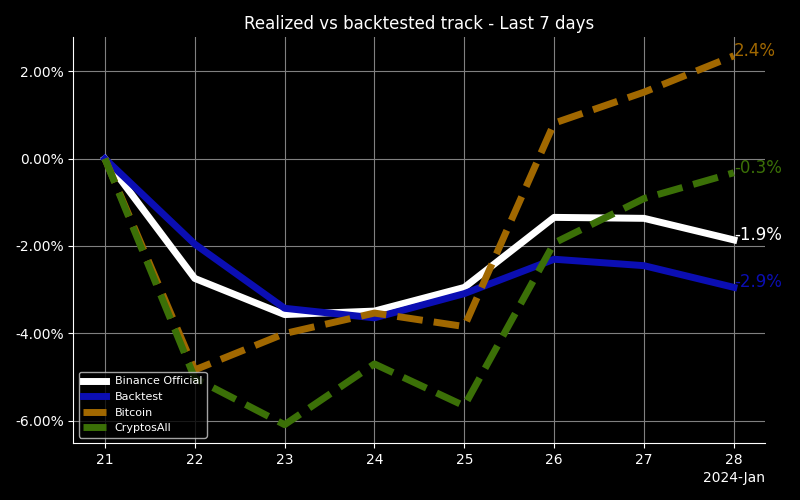 Realized vs backtested track - Last 7 days
2.4%
2.00%
0.00%
-0.3%
-1.9%
-2.00%
-2.9%
-4.00%
-6.00%
Binance Official
Backtest
Bitcoin
CryptosAll
21 22 23 24 25 26 27 28
2024-Jan